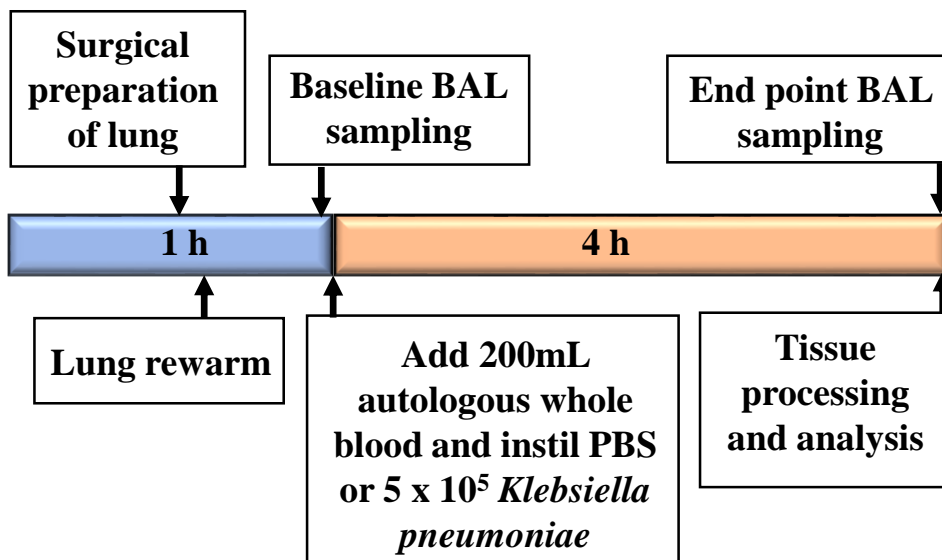 Surgical
preparation
of lung
Baseline BAL
sampling
End point BAL
sampling
1 h
4 h
Lung rewarm
Add 200mL
autologous whole
blood and instil PBS
or 5 x 10⁵ Klebsiella
pneumoniae
Tissue
processing
and analysis